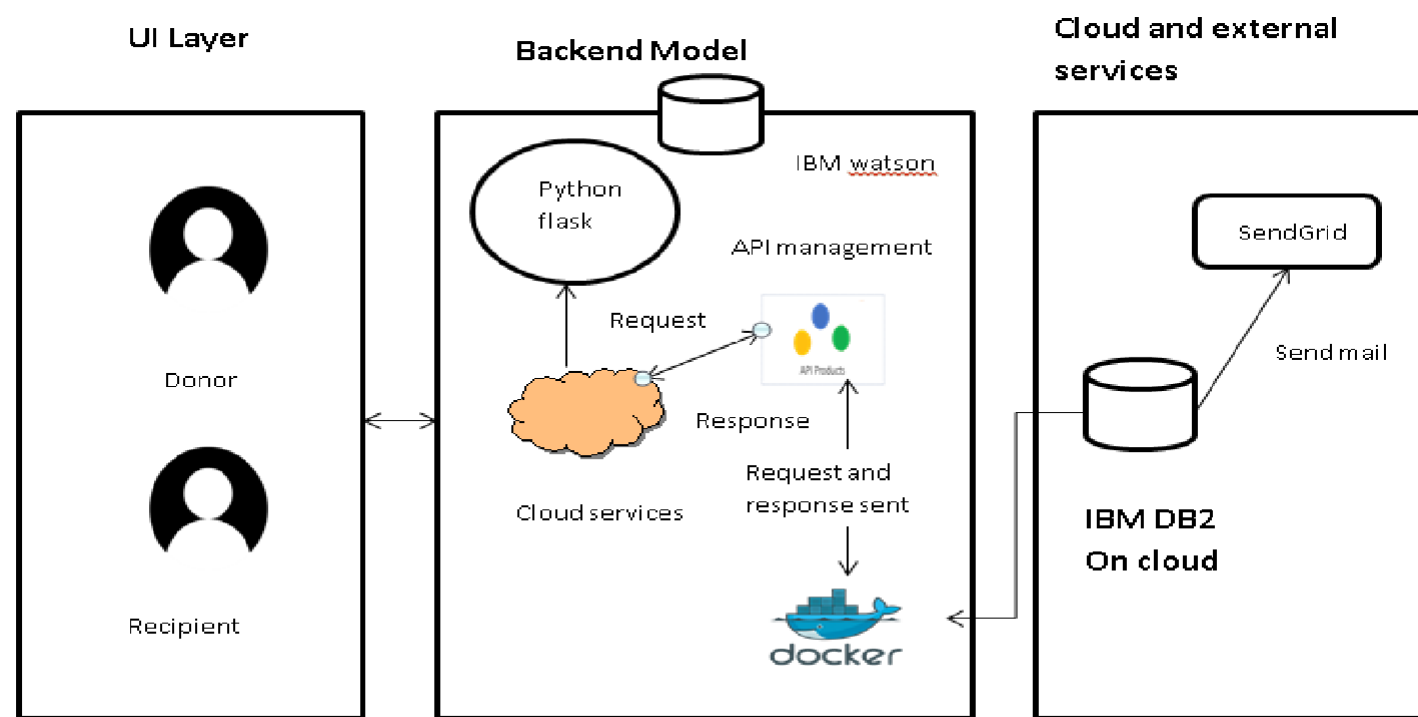 UI Layer
Backend Model
Cloud and external
services
Donor
Recipient
Python
flask
IBM watson
API management
Request
API Products
Response
Cloud services
Request and
response sent
docker
SendGrid
Send mail
IBM DB2
On cloud